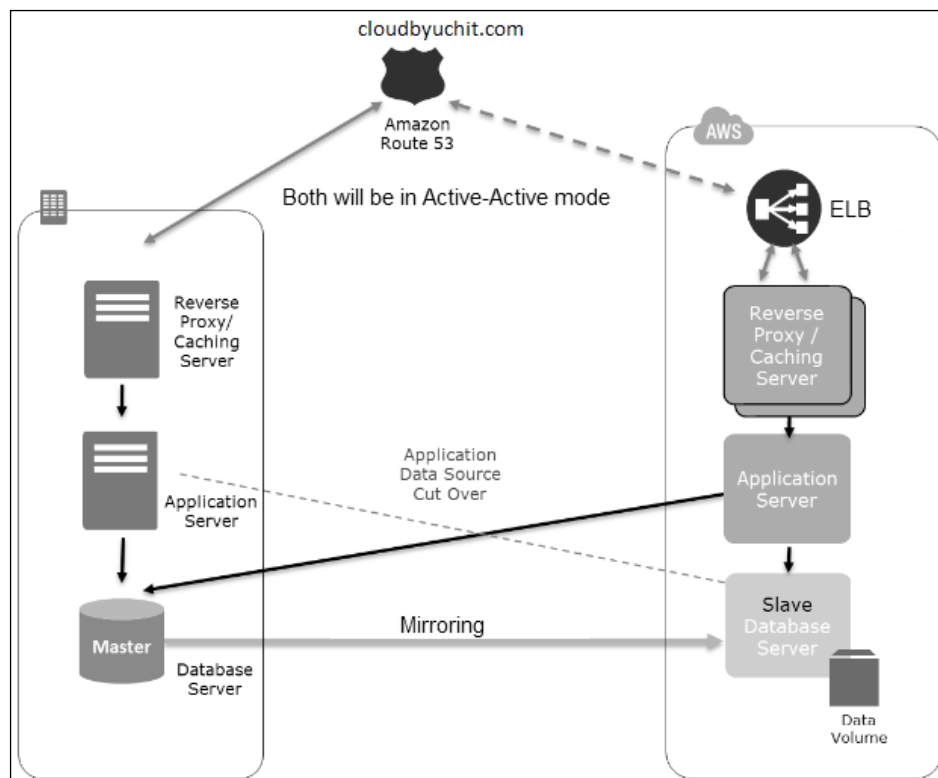 cloudbyuchit.com
Amazon
Route 53
AWS
Both will be in Active-Active mode
ELB
Reverse
Proxy/
Caching
Server
Reverse
Proxy /
Caching
Server
Application
Data Source
Cut Over
Application
Server
Application
Server
Slave
Database
Server
Mirroring
Master
Database
Server
Data
Volume